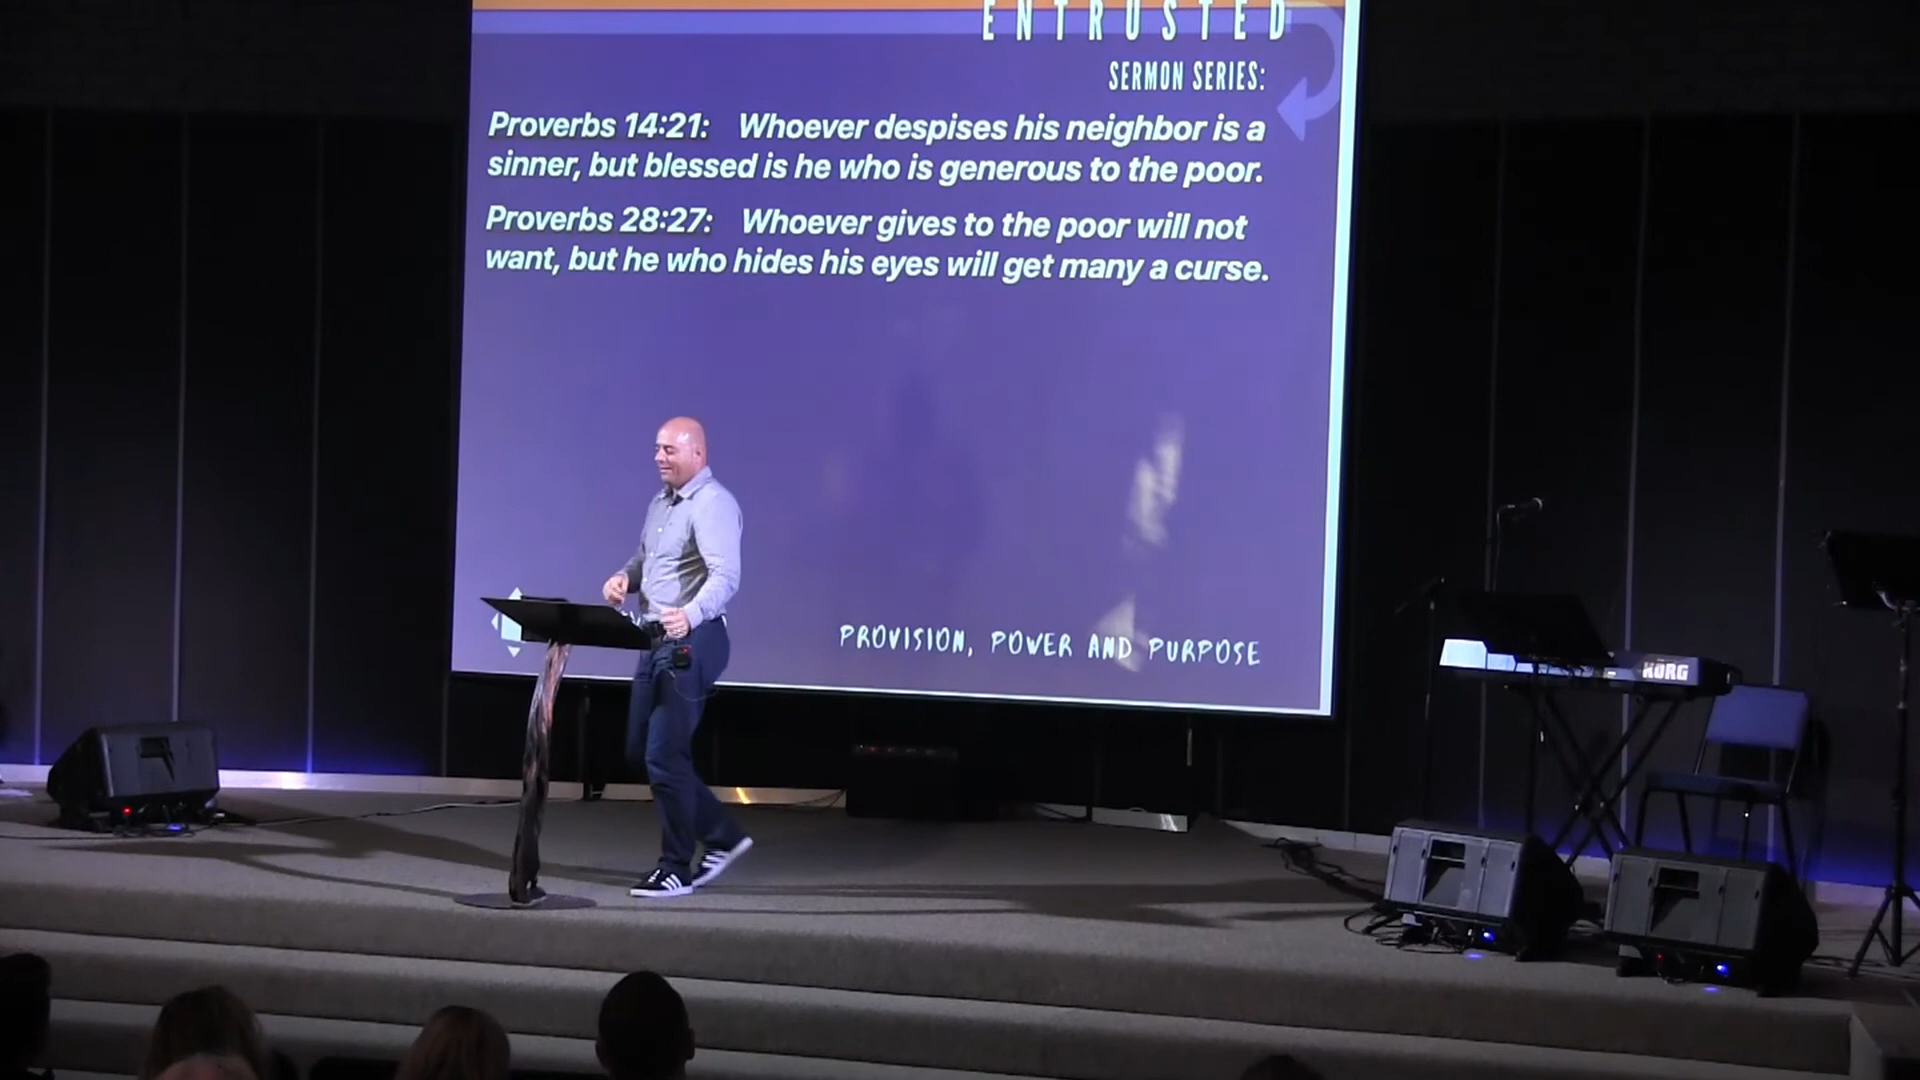 ENTRUSTED
SERMON SERIES:
Proverbs 14:21: Whoever despises his neighbor is a
sinner, but blessed is he who is generous to the poor.
Proverbs 28:27: Whoever gives to the poor will not
want, but he who hides his eyes will get many a curse.
PROVISION, POWER AND PURPOSE
KORG